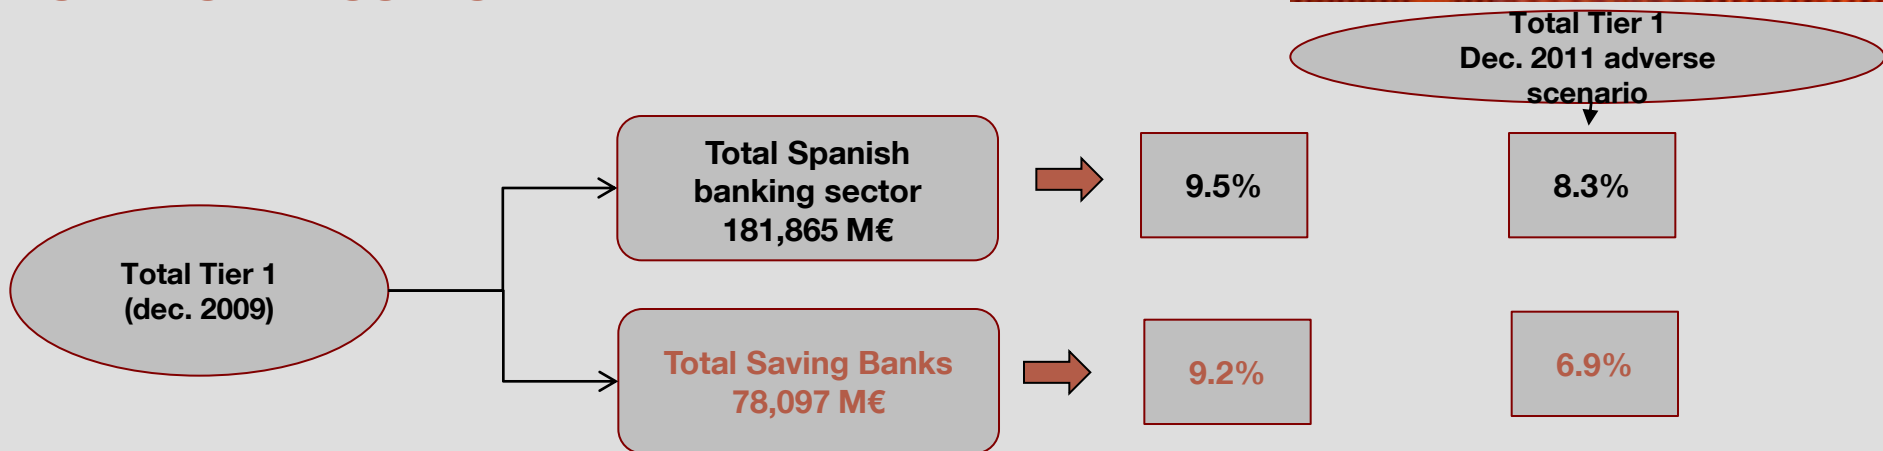 Total Tier 1
Dec. 2011 adverse
scenario
Total Spanish
banking sector
181,865 M€
9.5%
8.3%
Total Tier 1
(dec. 2009)
Total Saving Banks
78,097 M€
9.2%
6.9%